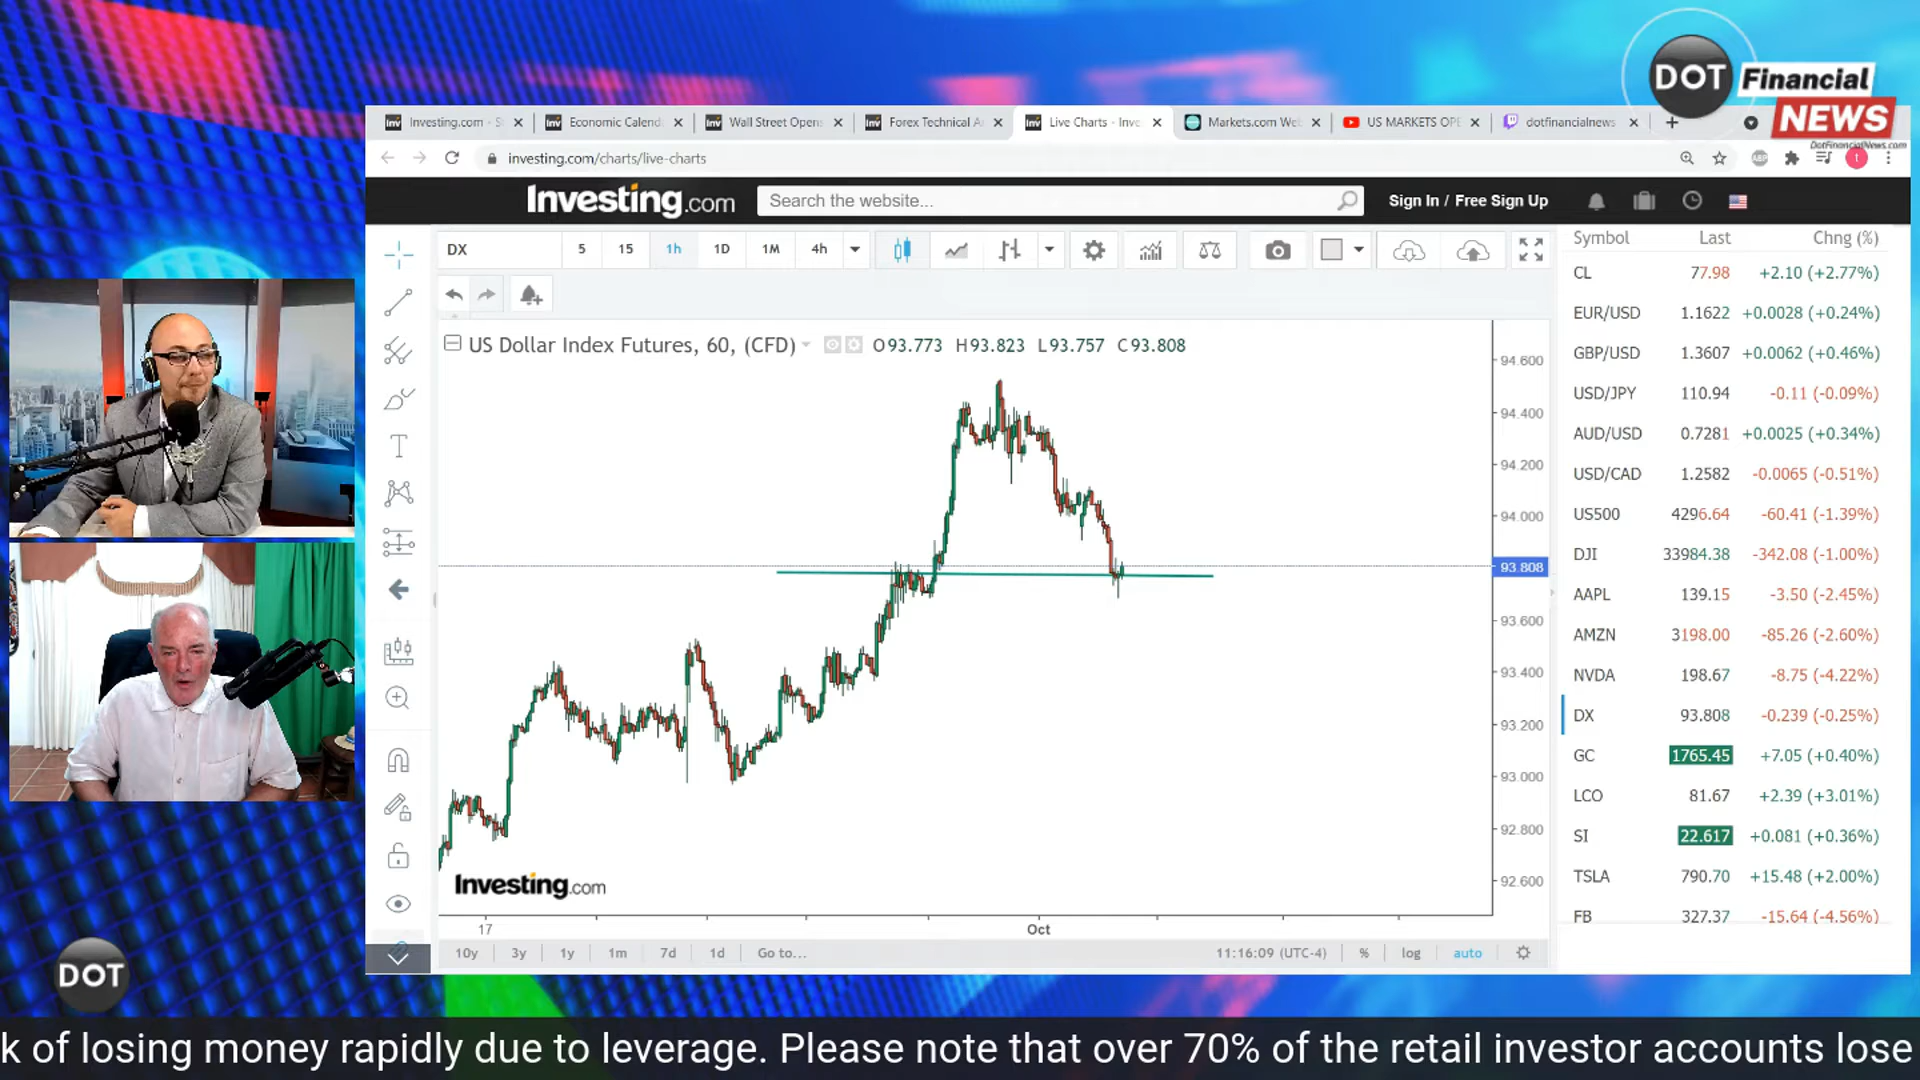 DOT Financial
NEWS
DotFinancialNews.com
Investing.com - S
Economic Calend
Wall Street Opens
Forex Technical A
Live Charts - Inve
Markets.com We
US MARKETS OPE
dotfinancialnews
investing.com/charts/live-charts
ABP
t
Investing.com
Search the website...
Sign In / Free Sign Up
DX
5 15 1h 1D 1M 4h
US Dollar Index Futures, 60, (CFD) O93.773 H93.823 L93.757 C93.808
94.600
94.400
94.200
94.000
93.808
93.600
93.400
93.200
93.000
92.800
92.600
Investing.com
17 Oct
10y 3y 1y 1m 7d 1d Go to... 11:16:09 (UTC-4) % log auto
Symbol Last Chng (%)
CL 77.98 +2.10 (+2.77%)
EUR/USD 1.1622 +0.0028 (+0.24%)
GBP/USD 1.3607 +0.0062 (+0.46%)
USD/JPY 110.94 -0.11 (-0.09%)
AUD/USD 0.7281 +0.0025 (+0.34%)
USD/CAD 1.2582 -0.0065 (-0.51%)
US500 4296.64 -60.41 (-1.39%)
DJI 33984.38 -342.08 (-1.00%)
AAPL 139.15 -3.50 (-2.45%)
AMZN 3198.00 -85.26 (-2.60%)
NVDA 198.67 -8.75 (-4.22%)
DX 93.808 -0.239 (-0.25%)
GC 1765.45 +7.05 (+0.40%)
LCO 81.67 +2.39 (+3.01%)
SI 22.617 +0.081 (+0.36%)
TSLA 790.70 +15.48 (+2.00%)
FB 327.37 -15.64 (-4.56%)
DOT
k of losing money rapidly due to leverage. Please note that over 70% of the retail investor accounts lose